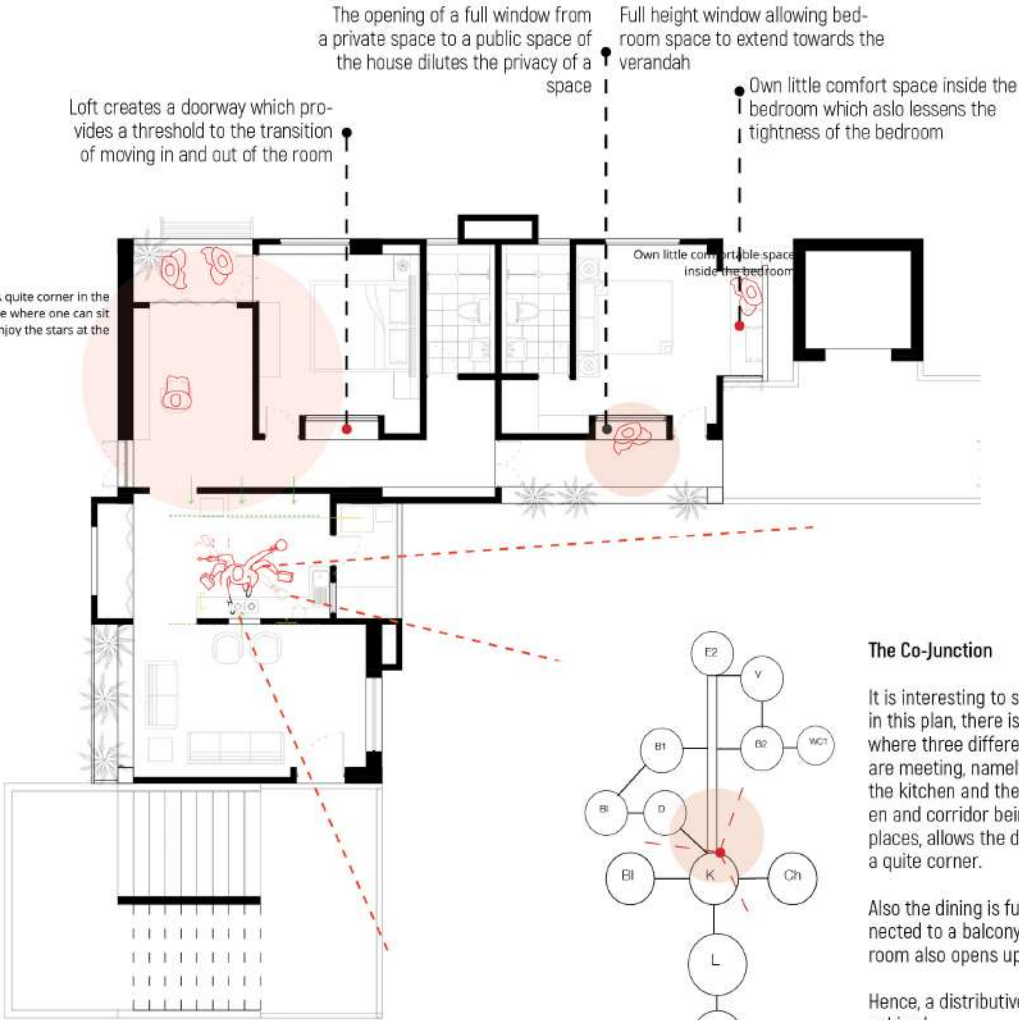 The opening of a full window from
a private space to a public space of
the house dilutes the privacy of a
space
Full height window allowing bed-
room space to extend towards the
verandah
Own little comfort space inside the
bedroom which aslo lessens the
tightness of the bedroom
Loft creates a doorway which pro-
vides a threshold to the transition
of moving in and out of the room
Own little comfortable space
inside the bedroom
quite corner in the
e where one can sit
njoy the stars at the
E2
V
B1
B2
WC1
Bl
D
Bl
K
Ch
L
The Co-Junction
It is interesting to s
in this plan, there is
where three differe
are meeting, namel
the kitchen and the
en and corridor bein
places, allows the d
a quite corner.
Also the dining is fu
nected to a balcony
room also opens up
Hence, a distributive